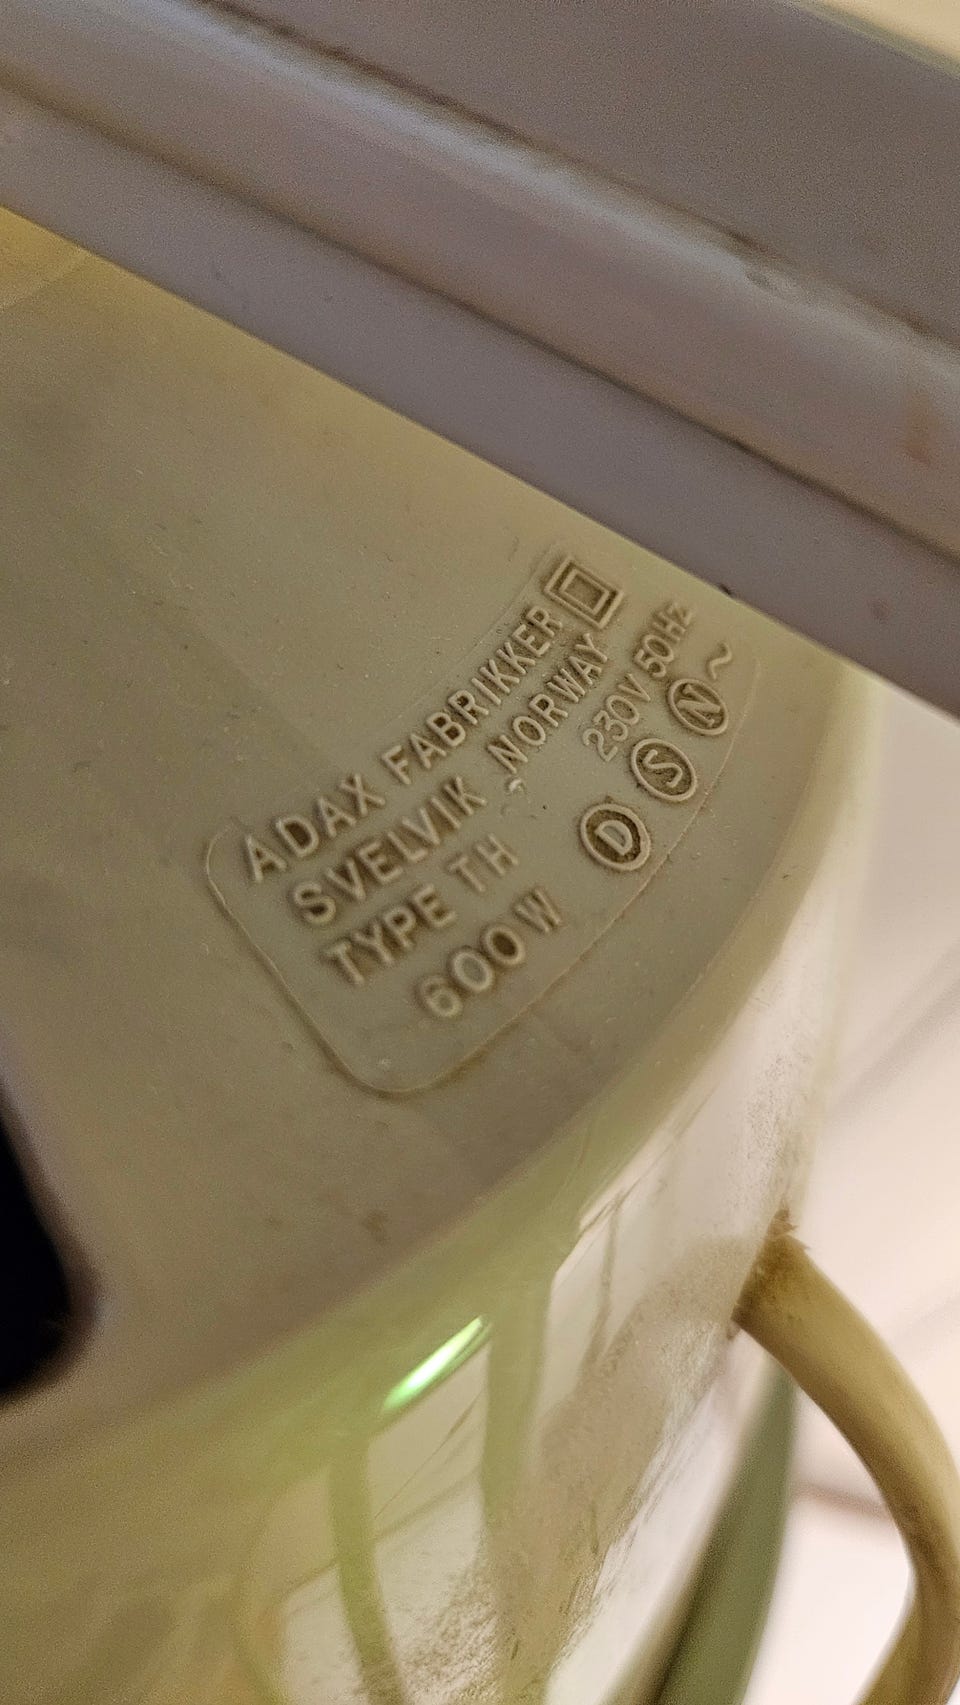 ADAX FABRIKKER
SVELVIK NORWAY
TYPE TH 230V 50HZ
600W D S N ~